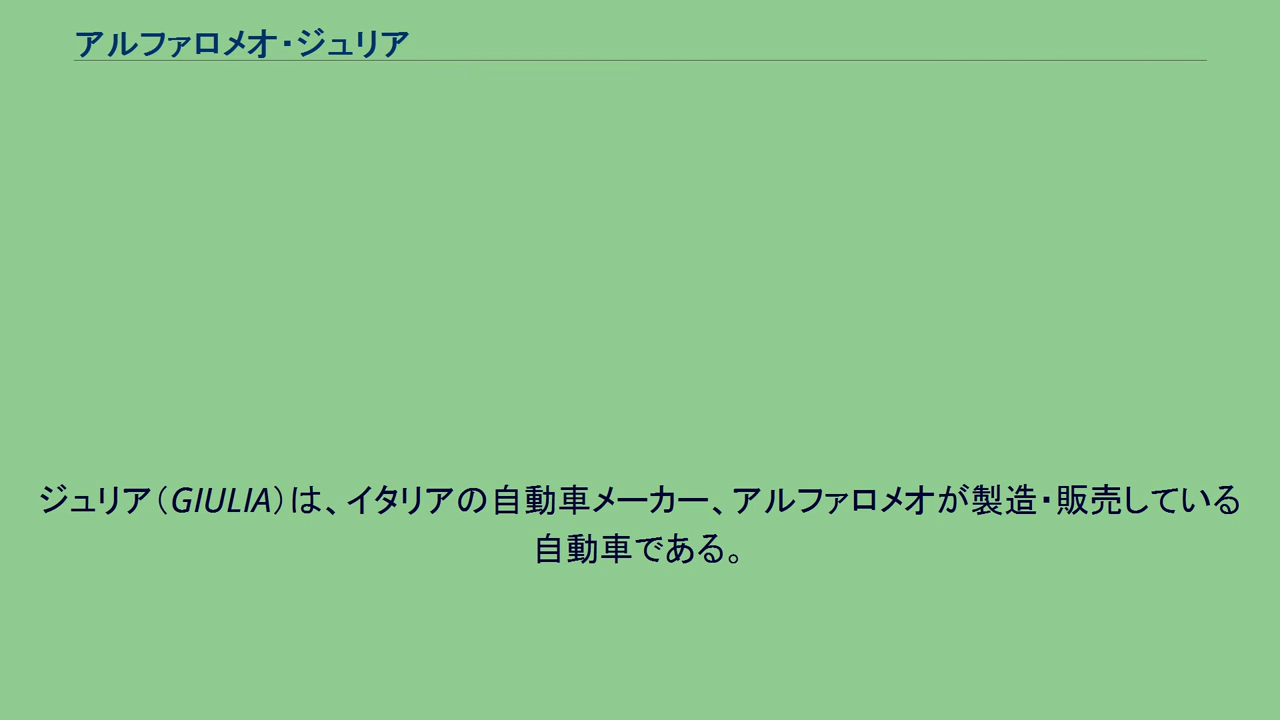 アルファロメオ・ジュリア
ジュリア（GIULIA）は、イタリアの自動車メーカー、アルファロメオが製造・販売している
自動車である。